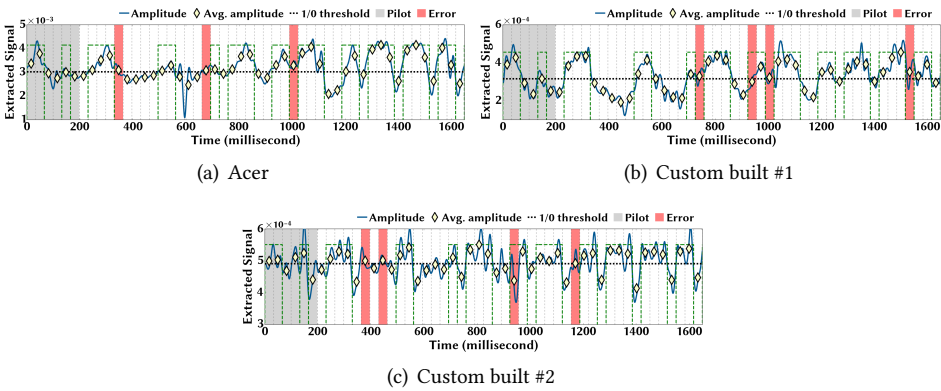 Amplitude Avg. amplitude 1/0 threshold Pilot Error
×10⁻³
5
4
3
2
1
Extracted Signal
0 200 400 600 800 1000 1200 1400 1600
Time (millisecond)
(a) Acer
Amplitude Avg. amplitude 1/0 threshold Pilot Error
×10⁻⁴
6
4
2
Extracted Signal
0 200 400 600 800 1000 1200 1400 1600
Time (millisecond)
(b) Custom built #1
Amplitude Avg. amplitude 1/0 threshold Pilot Error
×10⁻⁴
6
5
4
3
Extracted Signal
0 200 400 600 800 1000 1200 1400 1600
Time (millisecond)
(c) Custom built #2